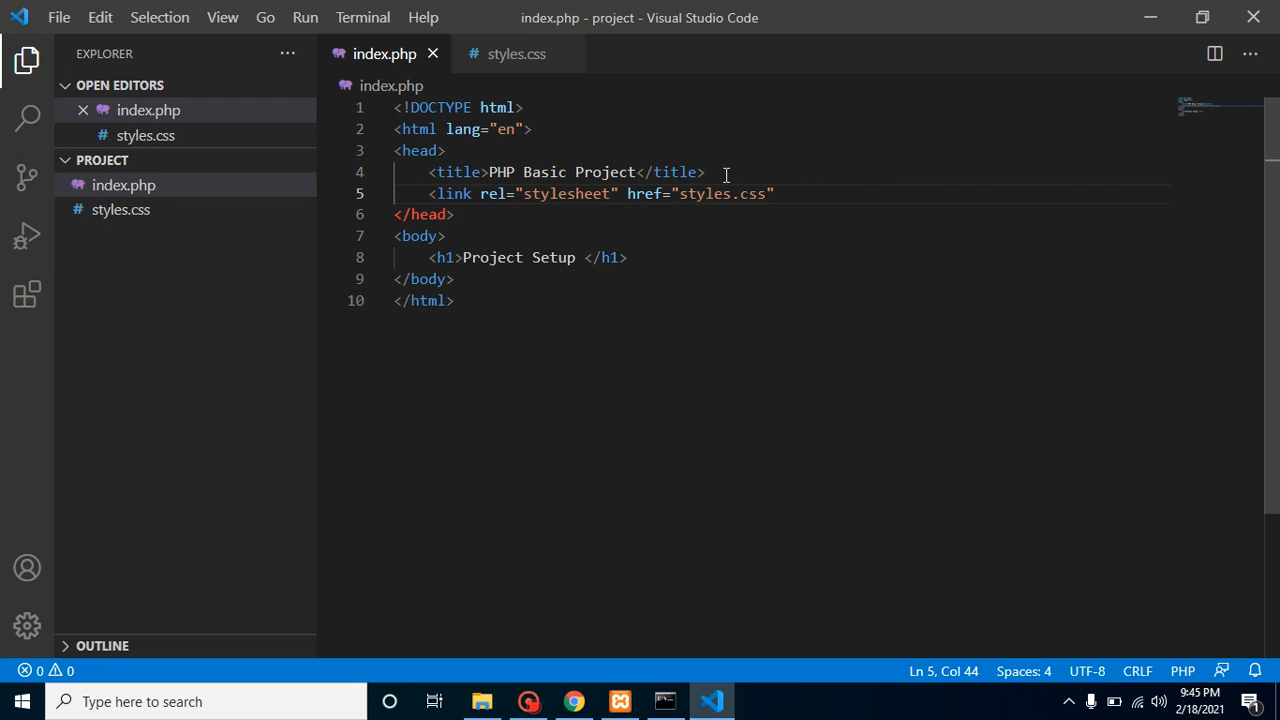 File Edit Selection View Go Run Terminal Help index.php - project - Visual Studio Code
EXPLORER
OPEN EDITORS
index.php
# styles.css
PROJECT
index.php
# styles.css
OUTLINE
index.php
# styles.css
index.php
1 <!DOCTYPE html>
2 <html lang="en">
3 <head>
4 <title>PHP Basic Project</title>
5 <link rel="stylesheet" href="styles.css"
6 </head>
7 <body>
8 <h1>Project Setup </h1>
9 </body>
10 </html>
0 0 Ln 5, Col 44 Spaces: 4 UTF-8 CRLF PHP
Type here to search
9:45 PM
2/18/2021
1